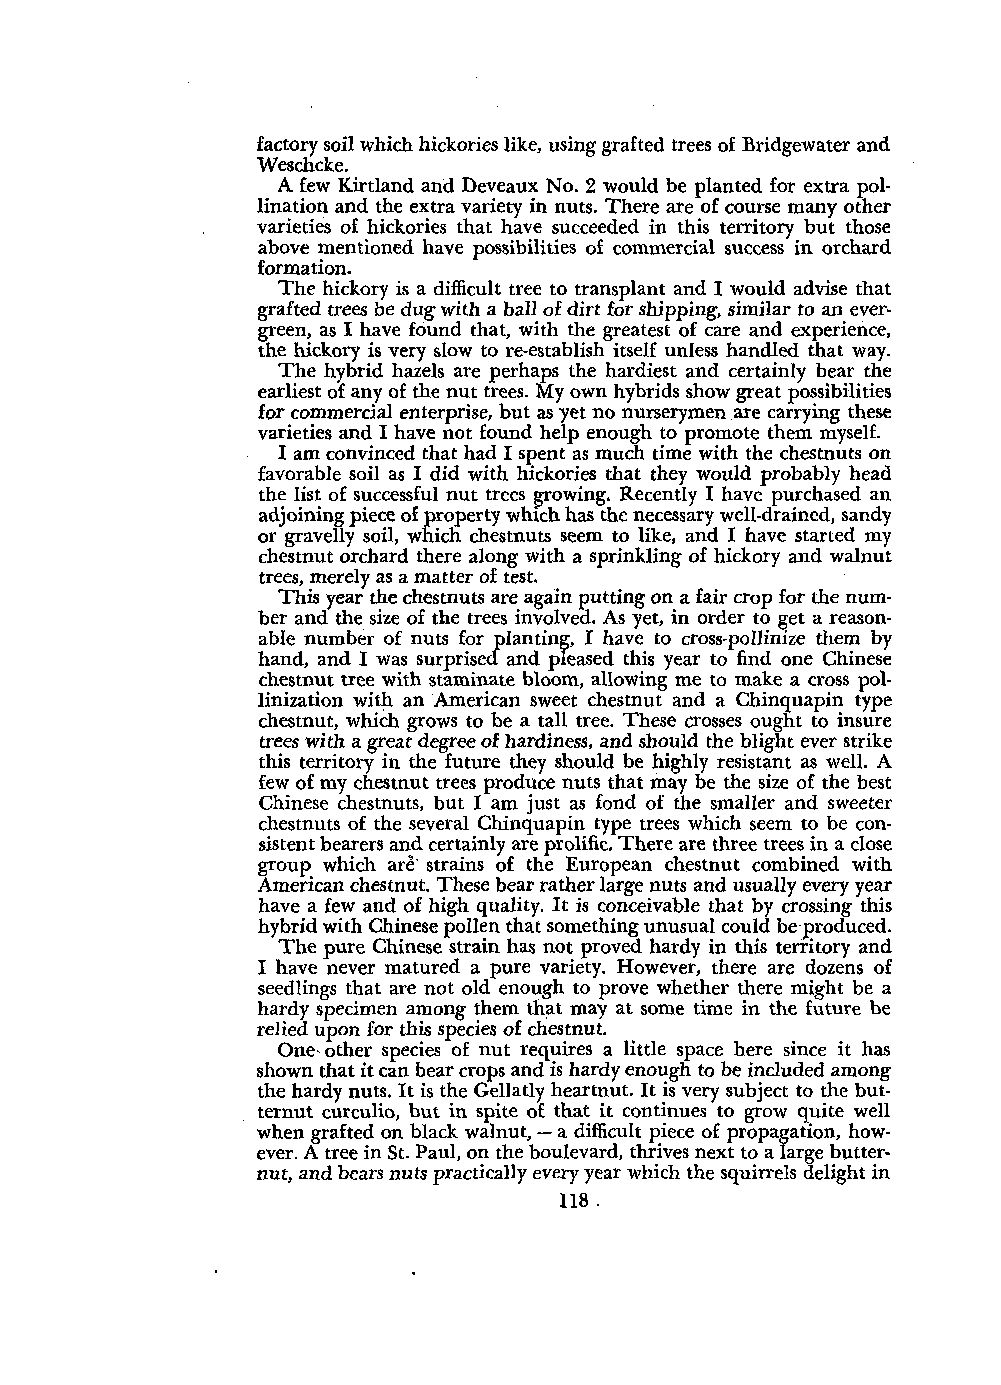 factory soil which hickories like, using grafted trees of Bridgewater and
Weschcke.
A few Kirtland and Deveaux No. 2 would be planted for extra pol-
lination and the extra variety in nuts. There are of course many other
varieties of hickories that have succeeded in this territory but those
above mentioned have possibilities of commercial success in orchard
formation.
The hickory is a difficult tree to transplant and I would advise that
grafted trees be dug with a ball of dirt for shipping, similar to an ever-
green, as I have found that, with the greatest of care and experience,
the hickory is very slow to re-establish itself unless handled that way.
The hybrid hazels are perhaps the hardiest and certainly bear the
earliest of any of the nut trees. My own hybrids show great possibilities
for commercial enterprise, but as yet no nurserymen are carrying these
varieties and I have not found help enough to promote them myself.
I am convinced that had I spent as much time with the chestnuts on
favorable soil as I did with hickories that they would probably head
the list of successful nut trees growing. Recently I have purchased an
adjoining piece of property which has the necessary well-drained, sandy
or gravelly soil, which chestnuts seem to like, and I have started my
chestnut orchard there along with a sprinkling of hickory and walnut
trees, merely as a matter of test.
This year the chestnuts are again putting on a fair crop for the num-
ber and the size of the trees involved. As yet, in order to get a reason-
able number of nuts for planting, I have to cross-pollinize them by
hand, and I was surprised and pleased this year to find one Chinese
chestnut tree with staminate bloom, allowing me to make a cross pol-
linization with an American sweet chestnut and a Chinquapin type
chestnut, which grows to be a tall tree. These crosses ought to insure
trees with a great degree of hardiness, and should the blight ever strike
this territory in the future they should be highly resistant as well. A
few of my chestnut trees produce nuts that may be the size of the best
Chinese chestnuts, but I am just as fond of the smaller and sweeter
chestnuts of the several Chinquapin type trees which seem to be con-
sistent bearers and certainly are prolific. There are three trees in a close
group which are strains of the European chestnut combined with
American chestnut. These bear rather large nuts and usually every year
have a few and of high quality. It is conceivable that by crossing this
hybrid with Chinese pollen that something unusual could be produced.
The pure Chinese strain has not proved hardy in this territory and
I have never matured a pure variety. However, there are dozens of
seedlings that are not old enough to prove whether there might be a
hardy specimen among them that may at some time in the future be
relied upon for this species of chestnut.
One other species of nut requires a little space here since it has
shown that it can bear crops and is hardy enough to be included among
the hardy nuts. It is the Gellatly heartnut. It is very subject to the but-
ternut curculio, but in spite of that it continues to grow quite well
when grafted on black walnut, — a difficult piece of propagation, how-
ever. A tree in St. Paul, on the boulevard, thrives next to a large butter-
nut, and bears nuts practically every year which the squirrels delight in
118